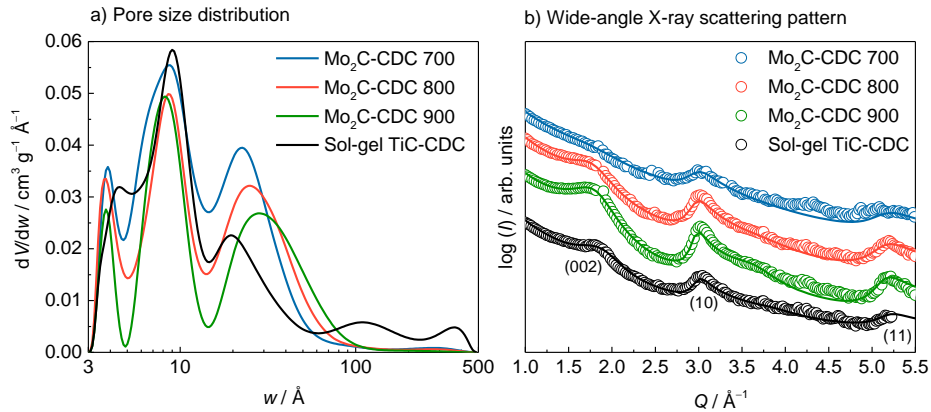 a) Pore size distribution
0.06
0.05
0.04
0.03
0.02
0.01
0.00
dV/dw / cm³ g⁻¹ Å⁻¹
Mo₂C-CDC 700
Mo₂C-CDC 800
Mo₂C-CDC 900
Sol-gel TiC-CDC
3 10 100 500
w / Å
b) Wide-angle X-ray scattering pattern
log (I) / arb. units
Mo₂C-CDC 700
Mo₂C-CDC 800
Mo₂C-CDC 900
Sol-gel TiC-CDC
(002)
(10)
(11)
1.0 1.5 2.0 2.5 3.0 3.5 4.0 4.5 5.0 5.5
Q / Å⁻¹